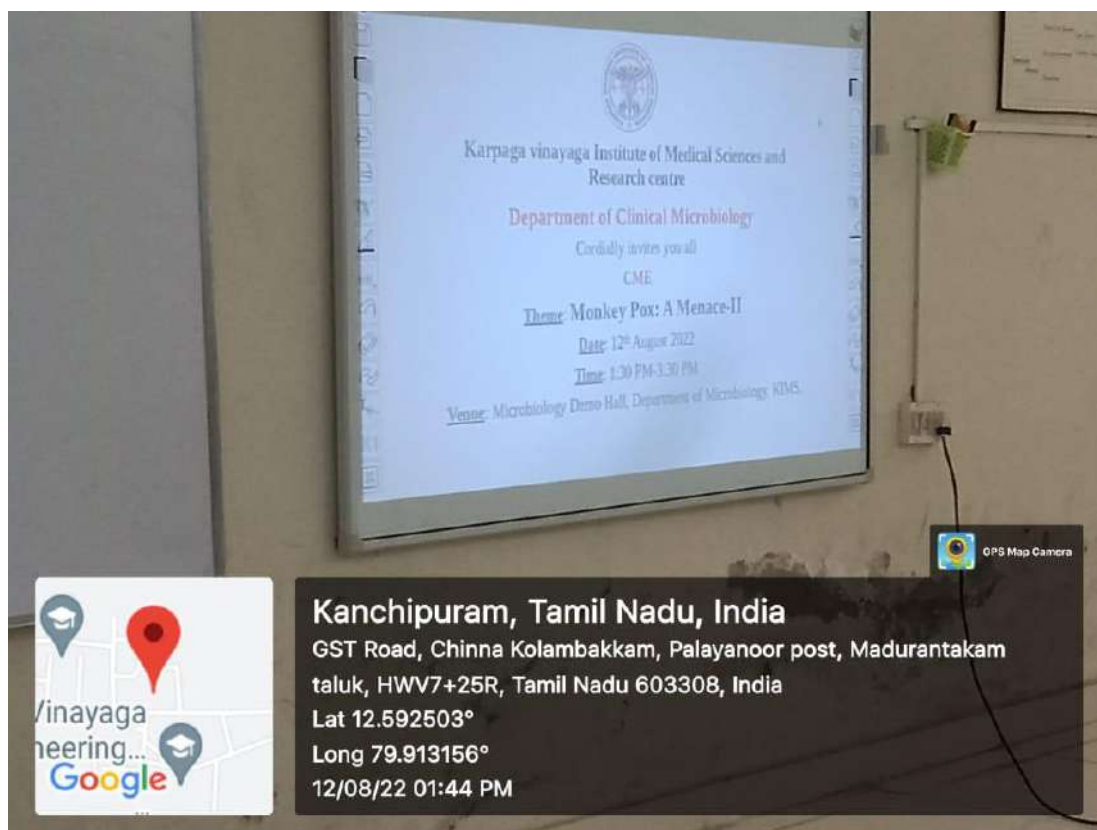 Karpaga vinayaga Institute of Medical Sciences and
Research centre
Department of Clinical Microbiology
Cordially invites you all
CME
Theme: Monkey Pox: A Menace-II
Date: 12th August 2022
Time: 1:30 PM-3:30 PM
Venue: Microbiology Demo Hall, Department of Microbiology, KIMS.
GPS Map Camera
Kanchipuram, Tamil Nadu, India
GST Road, Chinna Kolambakkam, Palayanoor post, Madurantakam
taluk, HWV7+25R, Tamil Nadu 603308, India
Lat 12.592503°
Long 79.913156°
12/08/22 01:44 PM
Vinayaga
neering...
Google